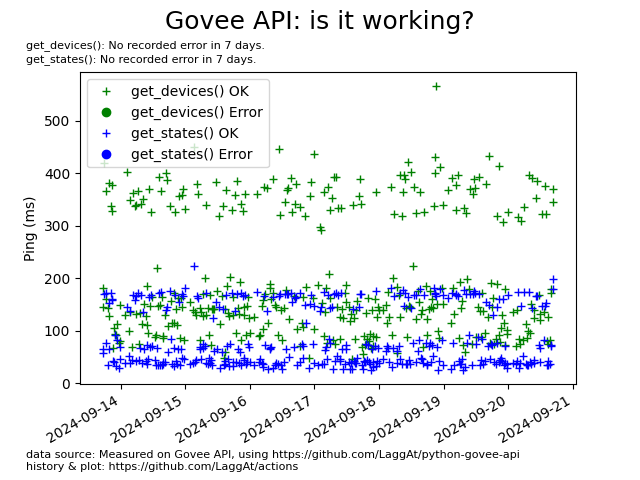 Govee API: is it working?
get_devices(): No recorded error in 7 days.
get_states(): No recorded error in 7 days.
get_devices() OK
get_devices() Error
get_states() OK
get_states() Error
Ping (ms)
500
400
300
200
100
0
2024-09-14
2024-09-15
2024-09-16
2024-09-17
2024-09-18
2024-09-19
2024-09-20
2024-09-21
data source: Measured on Govee API, using https://github.com/LaggAt/python-govee-api
history & plot: https://github.com/LaggAt/actions